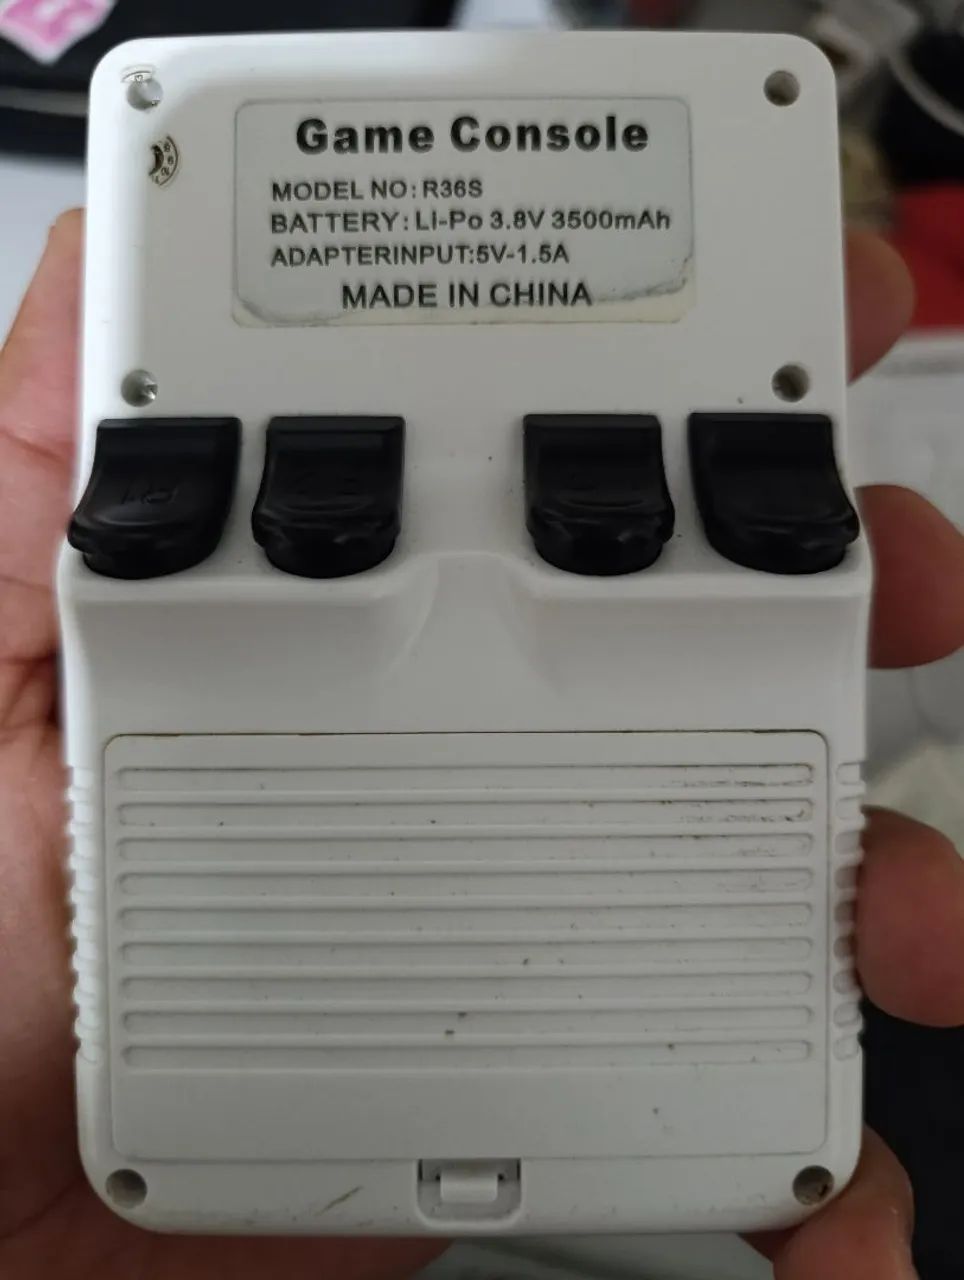 Game Console
MODEL NO: R36S
BATTERY: LI-Po 3.8V 3500mAh
ADAPTERINPUT:5V-1.5A
MADE IN CHINA